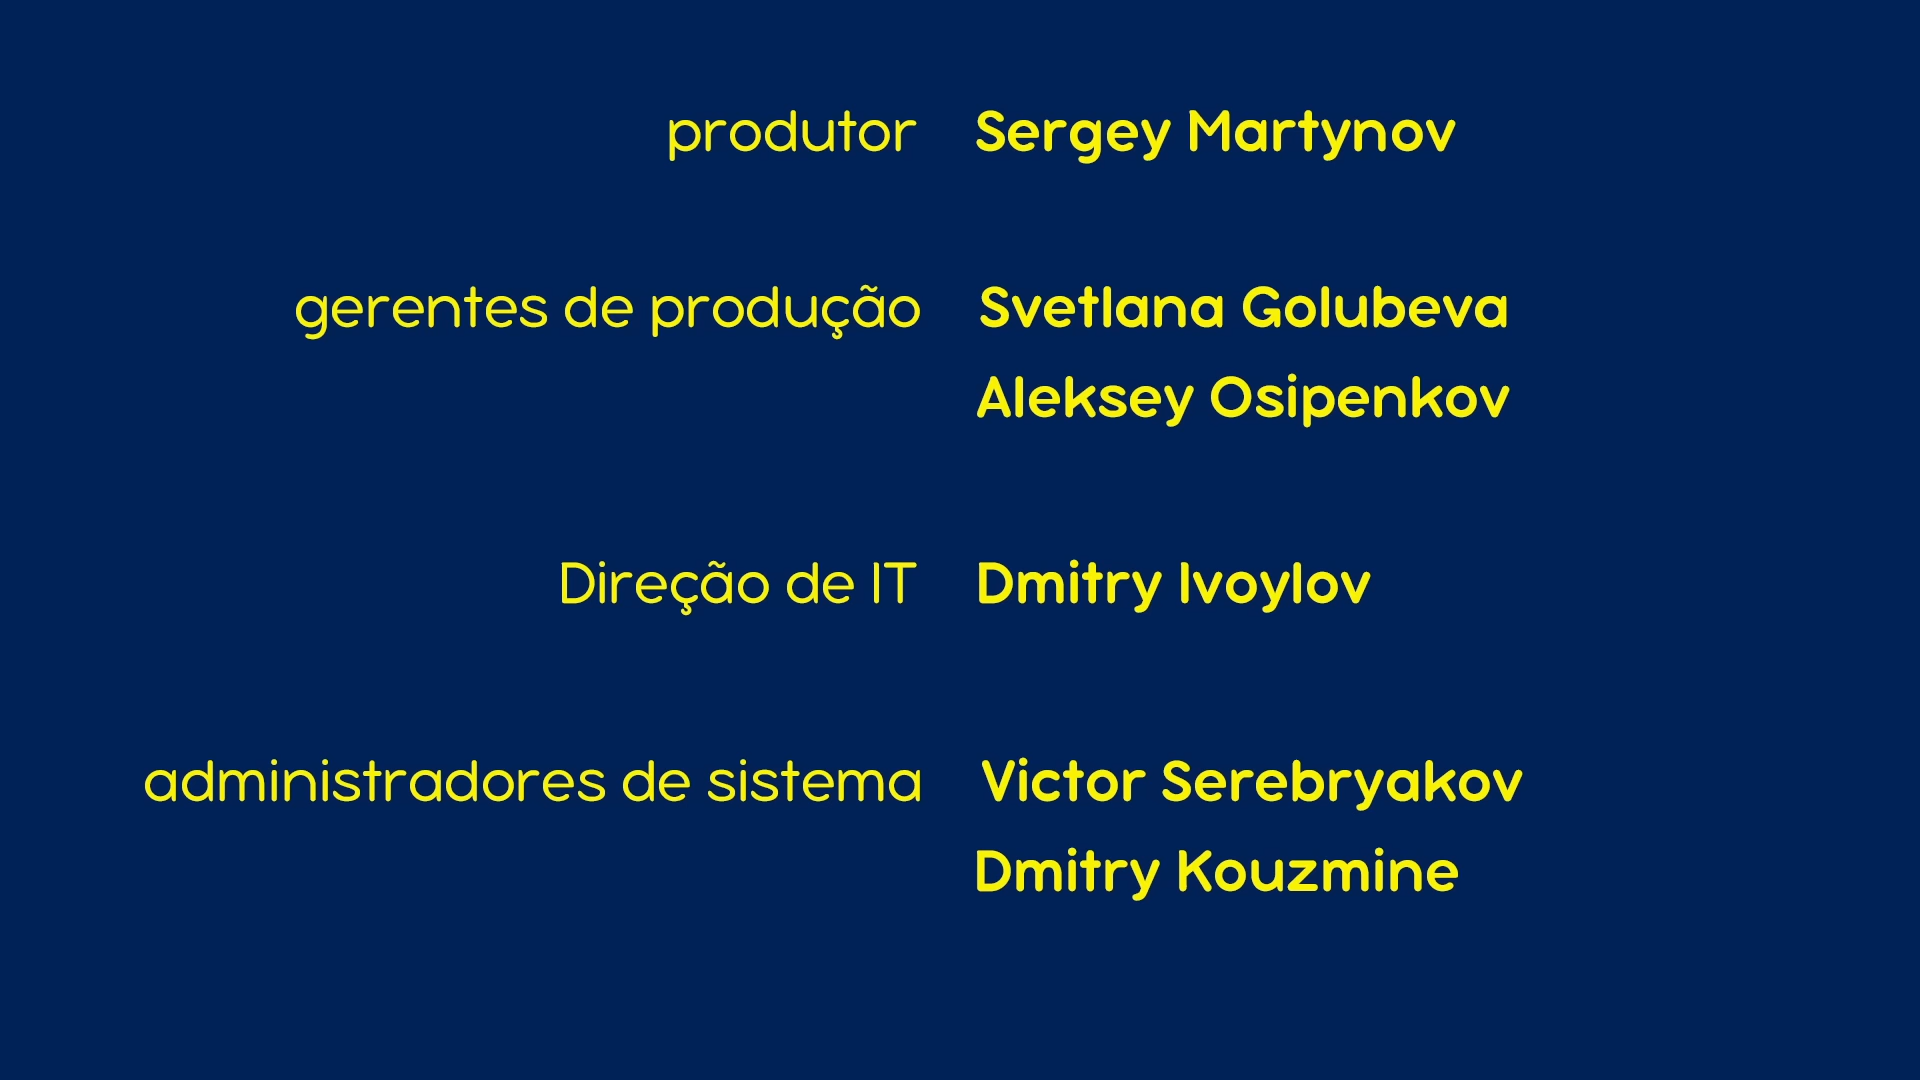 produtor Sergey Martynov
gerentes de produção Svetlana Golubeva
Aleksey Osipenkov
Direção de IT Dmitry Ivoylov
administradores de sistema Victor Serebryakov
Dmitry Kouzmine